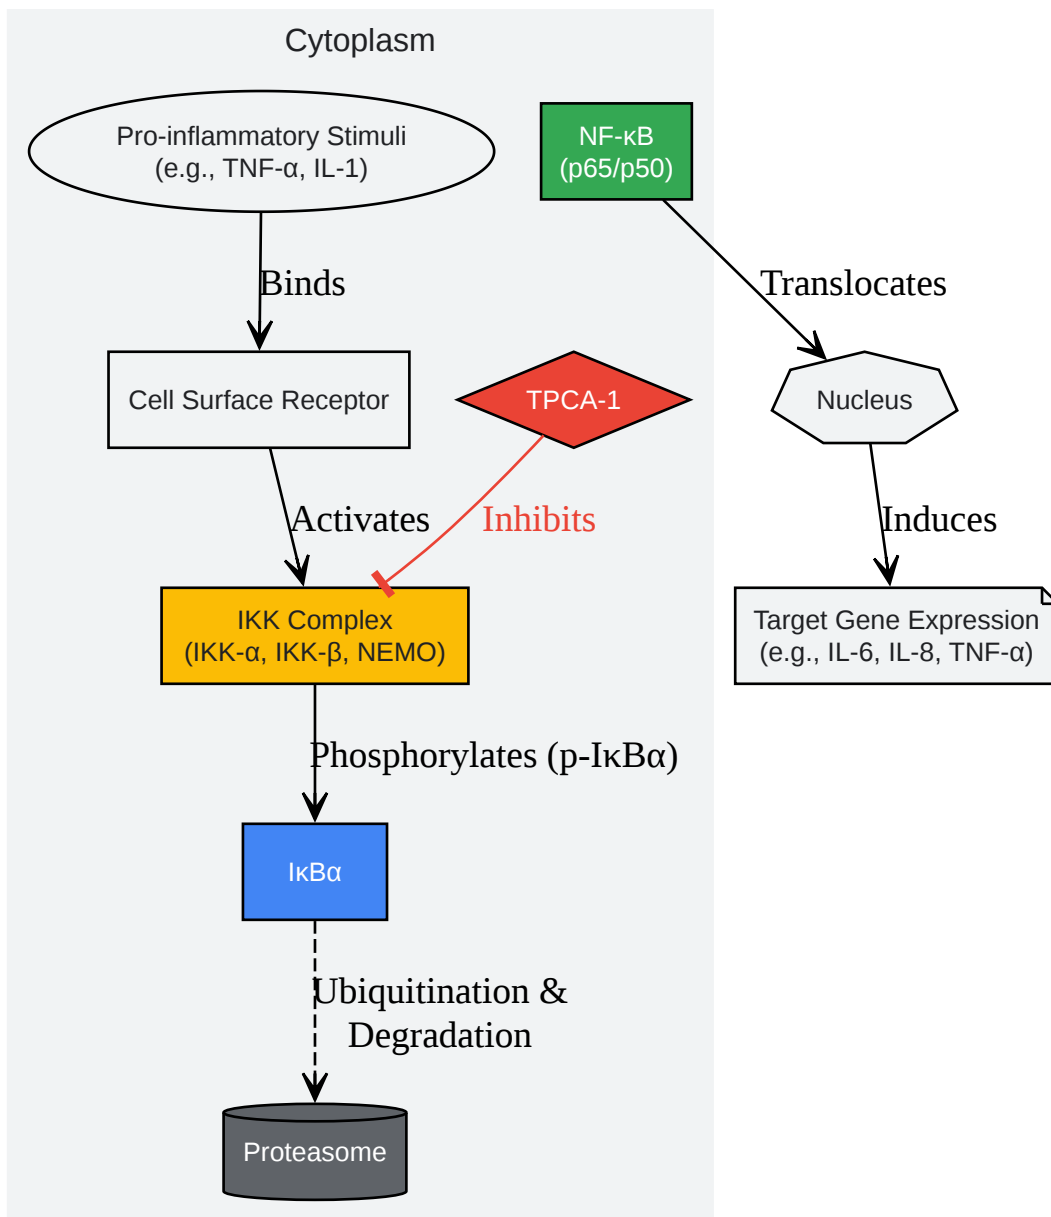 Cytoplasm
Pro-inflammatory Stimuli
(e.g., TNF-α, IL-1)
NF-κB
(p65/p50)
Binds
Translocates
Cell Surface Receptor
TPCA-1
Nucleus
Activates
Inhibits
Induces
IKK Complex
(IKK-α, IKK-β, NEMO)
Target Gene Expression
(e.g., IL-6, IL-8, TNF-α)
Phosphorylates (p-IκBα)
IκBα
Ubiquitination &
Degradation
Proteasome